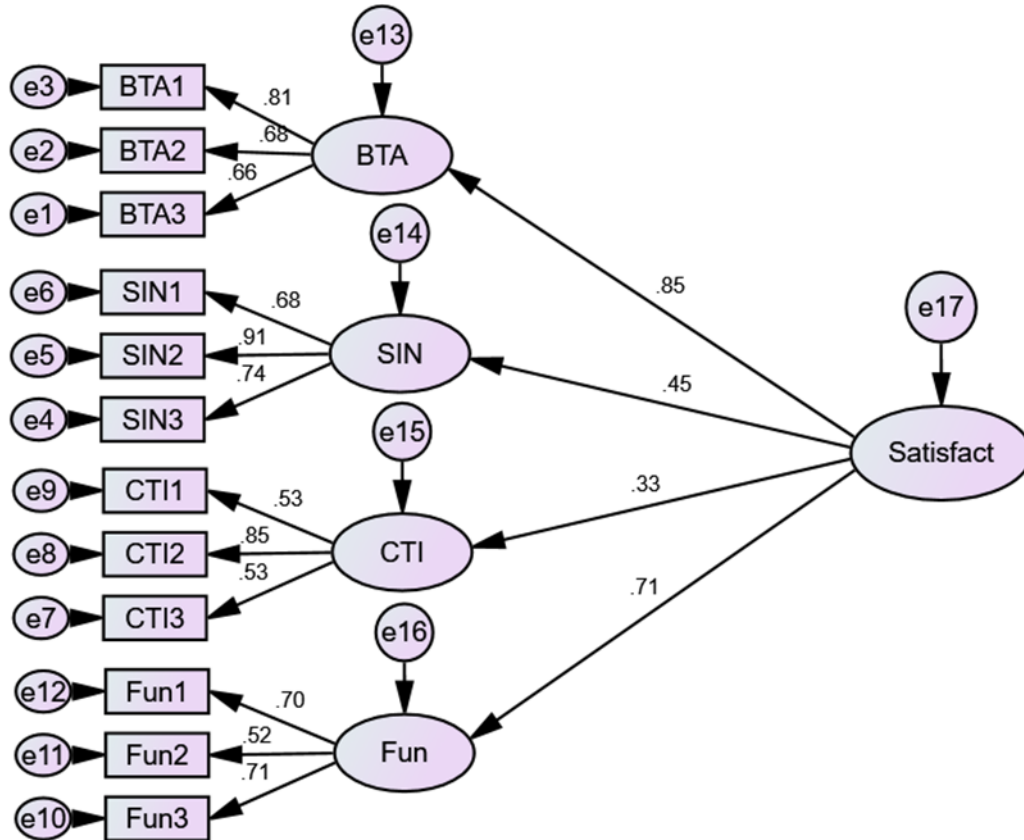 e13
e3
BTA1
.81
e2
BTA2
.68
BTA
e1
BTA3
.66
e14
e6
SIN1
.68
.85
e17
e5
SIN2
.91
SIN
.45
e4
SIN3
.74
e15
Satisfact
e9
CTI1
.53
.33
e8
CTI2
.85
CTI
e7
CTI3
.53
.71
e16
e12
Fun1
.70
e11
Fun2
.52
Fun
e10
Fun3
.71